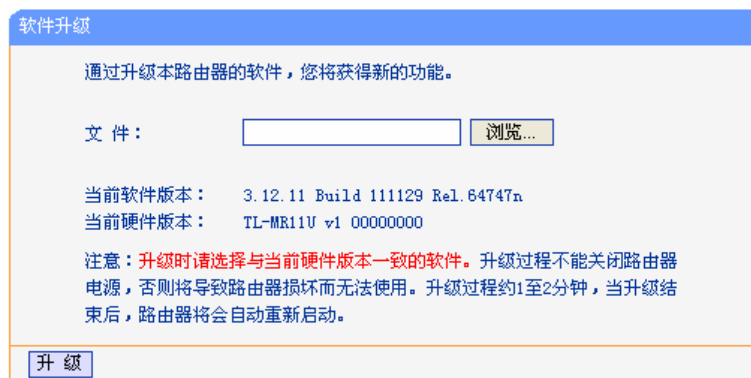 软件升级
通过升级本路由器的软件，您将获得新的功能。
文 件：
浏览...
当前软件版本： 3.12.11 Build 111129 Rel.64747n
当前硬件版本： TL-MR11U v1 00000000
注意：升级时请选择与当前硬件版本一致的软件。升级过程不能关闭路由器
电源，否则将导致路由器损坏而无法使用。升级过程约1至2分钟，当升级结
束后，路由器将会自动重新启动。
升 级